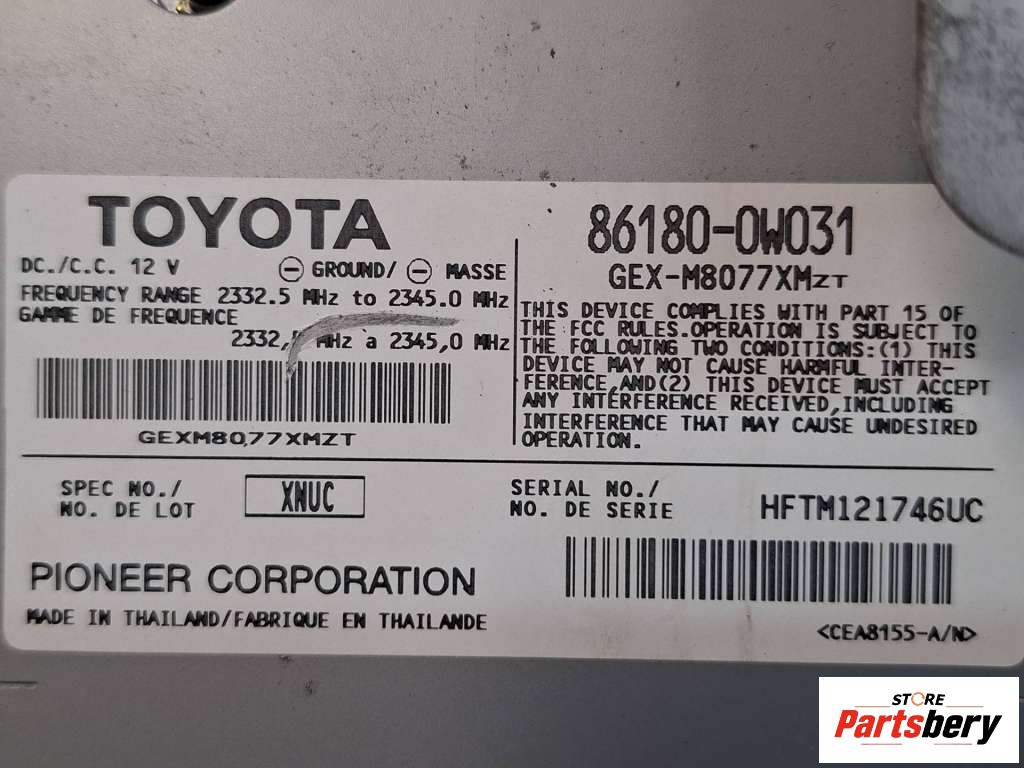 TOYOTA
DC./C.C. 12 V ⊖ GROUND/ ⊖ MASSE
FREQUENCY RANGE 2332.5 MHz to 2345.0 MHz
GAMME DE FREQUENCE
2332,5 MHz à 2345,0 MHz
GEXM8077XMZT
86180-0W031
GEX-M8077XMZT
THIS DEVICE COMPLIES WITH PART 15 OF
THE FCC RULES.OPERATION IS SUBJECT TO
THE FOLLOWING TWO CONDITIONS:(1) THIS
DEVICE MAY NOT CAUSE HARMFUL INTER-
FERENCE,AND(2) THIS DEVICE MUST ACCEPT
ANY INTERFERENCE RECEIVED,INCLUDING
INTERFERENCE THAT MAY CAUSE UNDESIRED
OPERATION.
SPEC NO./
NO. DE LOT
XNUC
SERIAL NO./
NO. DE SERIE
HFTM121746UC
PIONEER CORPORATION
MADE IN THAILAND/FABRIQUE EN THAILANDE
<CEA8155-A/N>
STORE
Partsbery